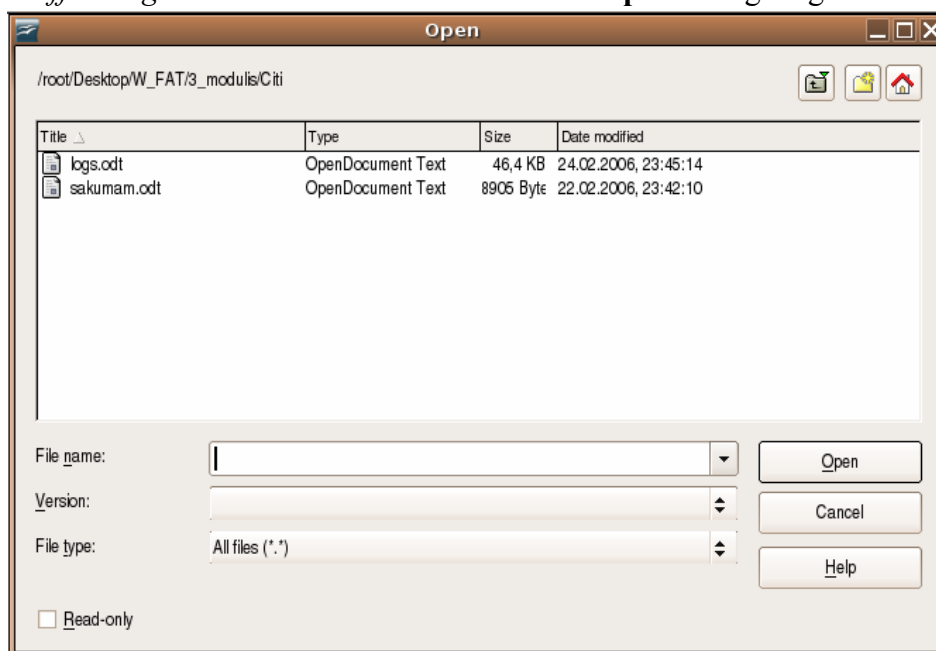 Open
/root/Desktop/W_FAT/3_modulis/Citi
Title Type Size Date modified
logs.odt OpenDocument Text 46,4 KB 24.02.2006, 23:45:14
sakumam.odt OpenDocument Text 8905 Byte 22.02.2006, 23:42:10
File name:
Open
Version:
Cancel
File type: All files (*.*)
Help
Read-only